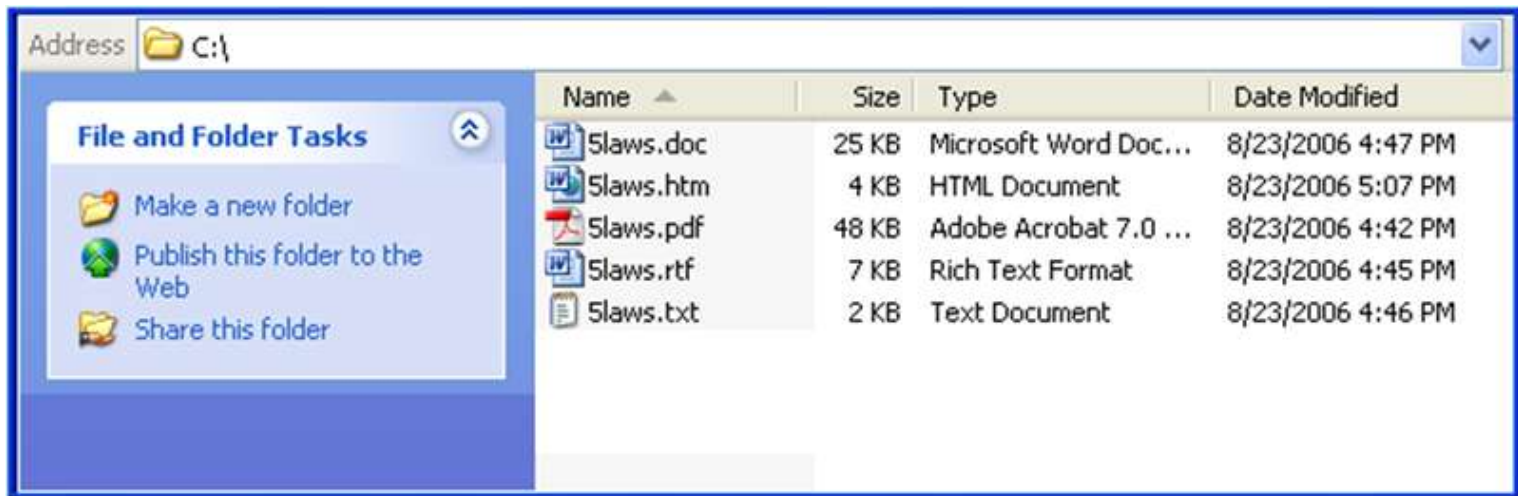 Address C:\
File and Folder Tasks
Make a new folder
Publish this folder to the
Web
Share this folder
Name Size Type Date Modified
5laws.doc 25 KB Microsoft Word Doc... 8/23/2006 4:47 PM
5laws.htm 4 KB HTML Document 8/23/2006 5:07 PM
5laws.pdf 48 KB Adobe Acrobat 7.0 ... 8/23/2006 4:42 PM
5laws.rtf 7 KB Rich Text Format 8/23/2006 4:45 PM
5laws.txt 2 KB Text Document 8/23/2006 4:46 PM